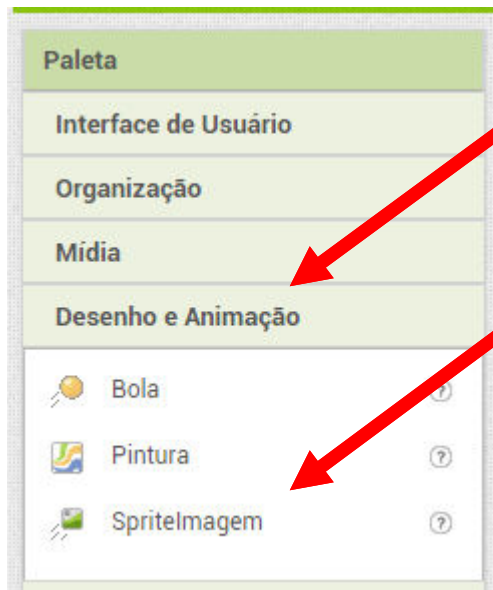 Paleta
Interface de Usuário
Organização
Mídia
Desenho e Animação
Bola ?
Pintura ?
SpriteImagem ?